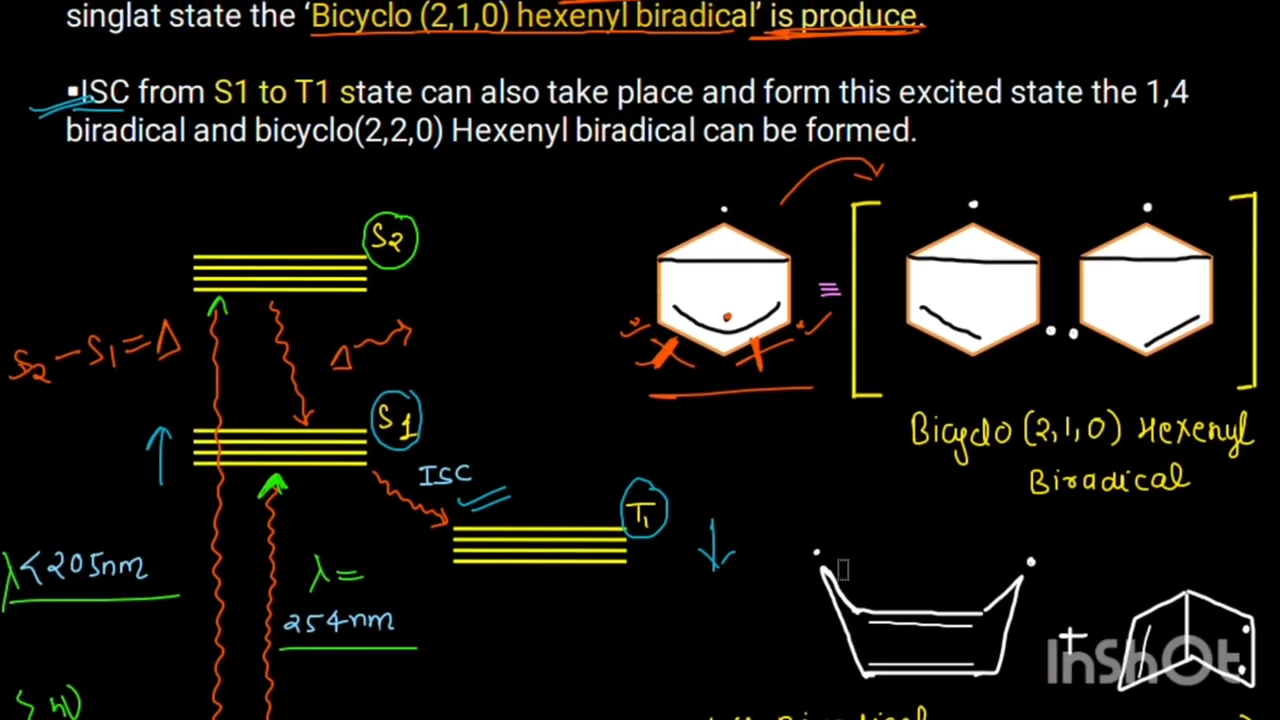 singlat state the ‘Bicyclo (2,1,0) hexenyl biradical’ is produce.
▪ISC from S1 to T1 state can also take place and form this excited state the 1,4
biradical and bicyclo(2,2,0) Hexenyl biradical can be formed.
S2
S2 - S1 = Δ
Δ
S1
ISC
T1
λ < 205nm
λ =
254nm
≡
Bicyclo (2,1,0) Hexenyl
Biradical
+
InShOt